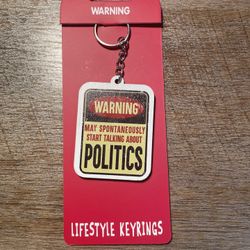 WARNING
WARNING
MAY SPONTANEOUSLY
START TALKING ABOUT
POLITICS
LIFESTYLE KEYRINGS